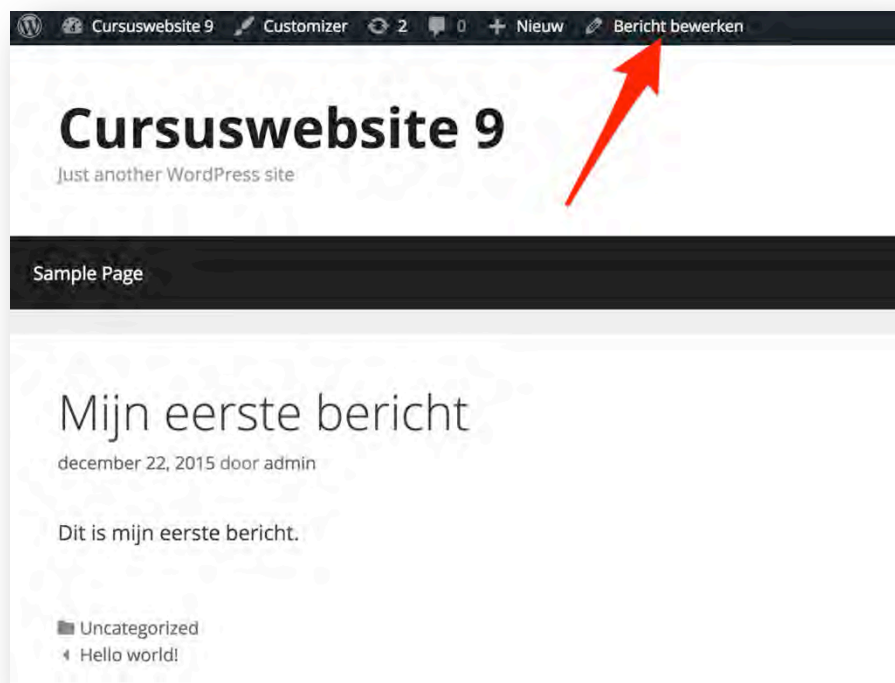 Cursuswebsite 9 Customizer 2 0 Nieuw Bericht bewerken
Cursuswebsite 9
Just another WordPress site
Sample Page
Mijn eerste bericht
december 22, 2015 door admin
Dit is mijn eerste bericht.
Uncategorized
Hello world!